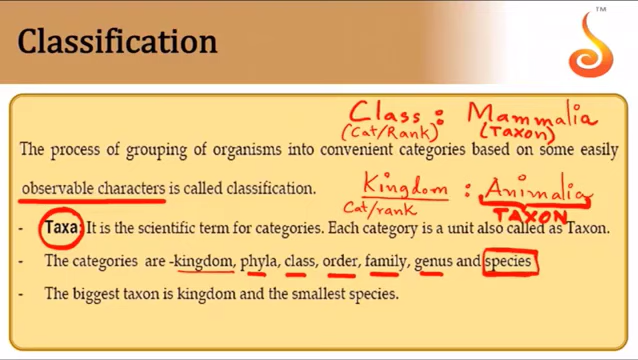 Classification
TM
Class : Mammalia
(Cat/Rank) (Taxon)
The process of grouping of organisms into convenient categories based on some easily
observable characters is called classification.
Kingdom : Animalia
Cat/rank TAXON
- Taxa: It is the scientific term for categories. Each category is a unit also called as Taxon.
- The categories are -kingdom, phyla, class, order, family, genus and species
- The biggest taxon is kingdom and the smallest species.